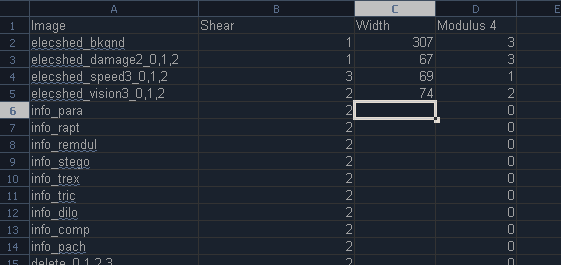 A B C D E
1 Image Shear Width Modulus 4
2 elecshed_bkgnd 1 307 3
3 elecshed_damage2_0,1,2 1 67 3
4 elecshed_speed3_0,1,2 3 69 1
5 elecshed_vision3_0,1,2 2 74 2
6 info_para 2 0
7 info_rapt 2 0
8 info_remdul 2 0
9 info_stego 2 0
10 info_trex 2 0
11 info_tric 2 0
12 info_dilo 2 0
13 info_comp 2 0
14 info_pach 2 0
15 delete_0,1,2,3 2 0